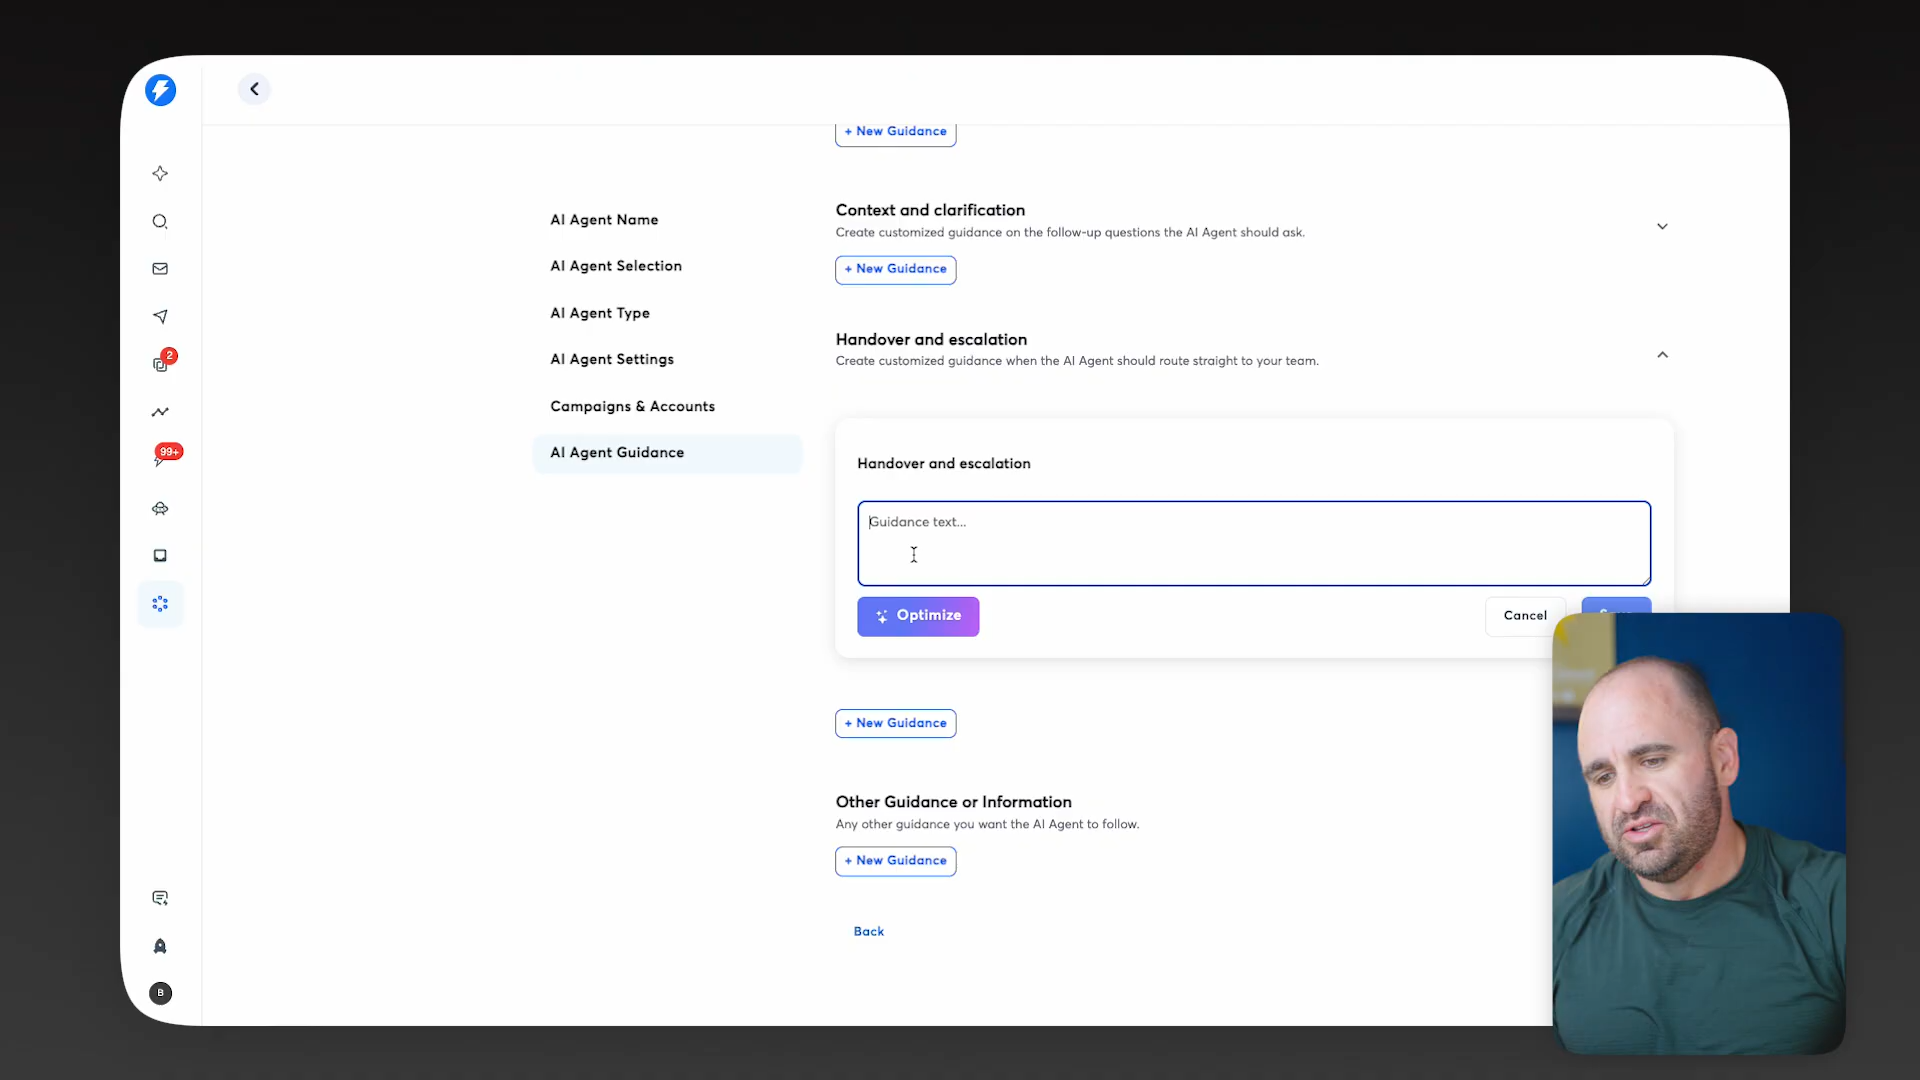 + New Guidance
AI Agent Name
AI Agent Selection
AI Agent Type
AI Agent Settings
Campaigns & Accounts
AI Agent Guidance
Context and clarification
Create customized guidance on the follow-up questions the AI Agent should ask.
+ New Guidance
Handover and escalation
Create customized guidance when the AI Agent should route straight to your team.
Handover and escalation
Guidance text...
Optimize
Cancel
+ New Guidance
Other Guidance or Information
Any other guidance you want the AI Agent to follow.
+ New Guidance
Back
2
99+
B